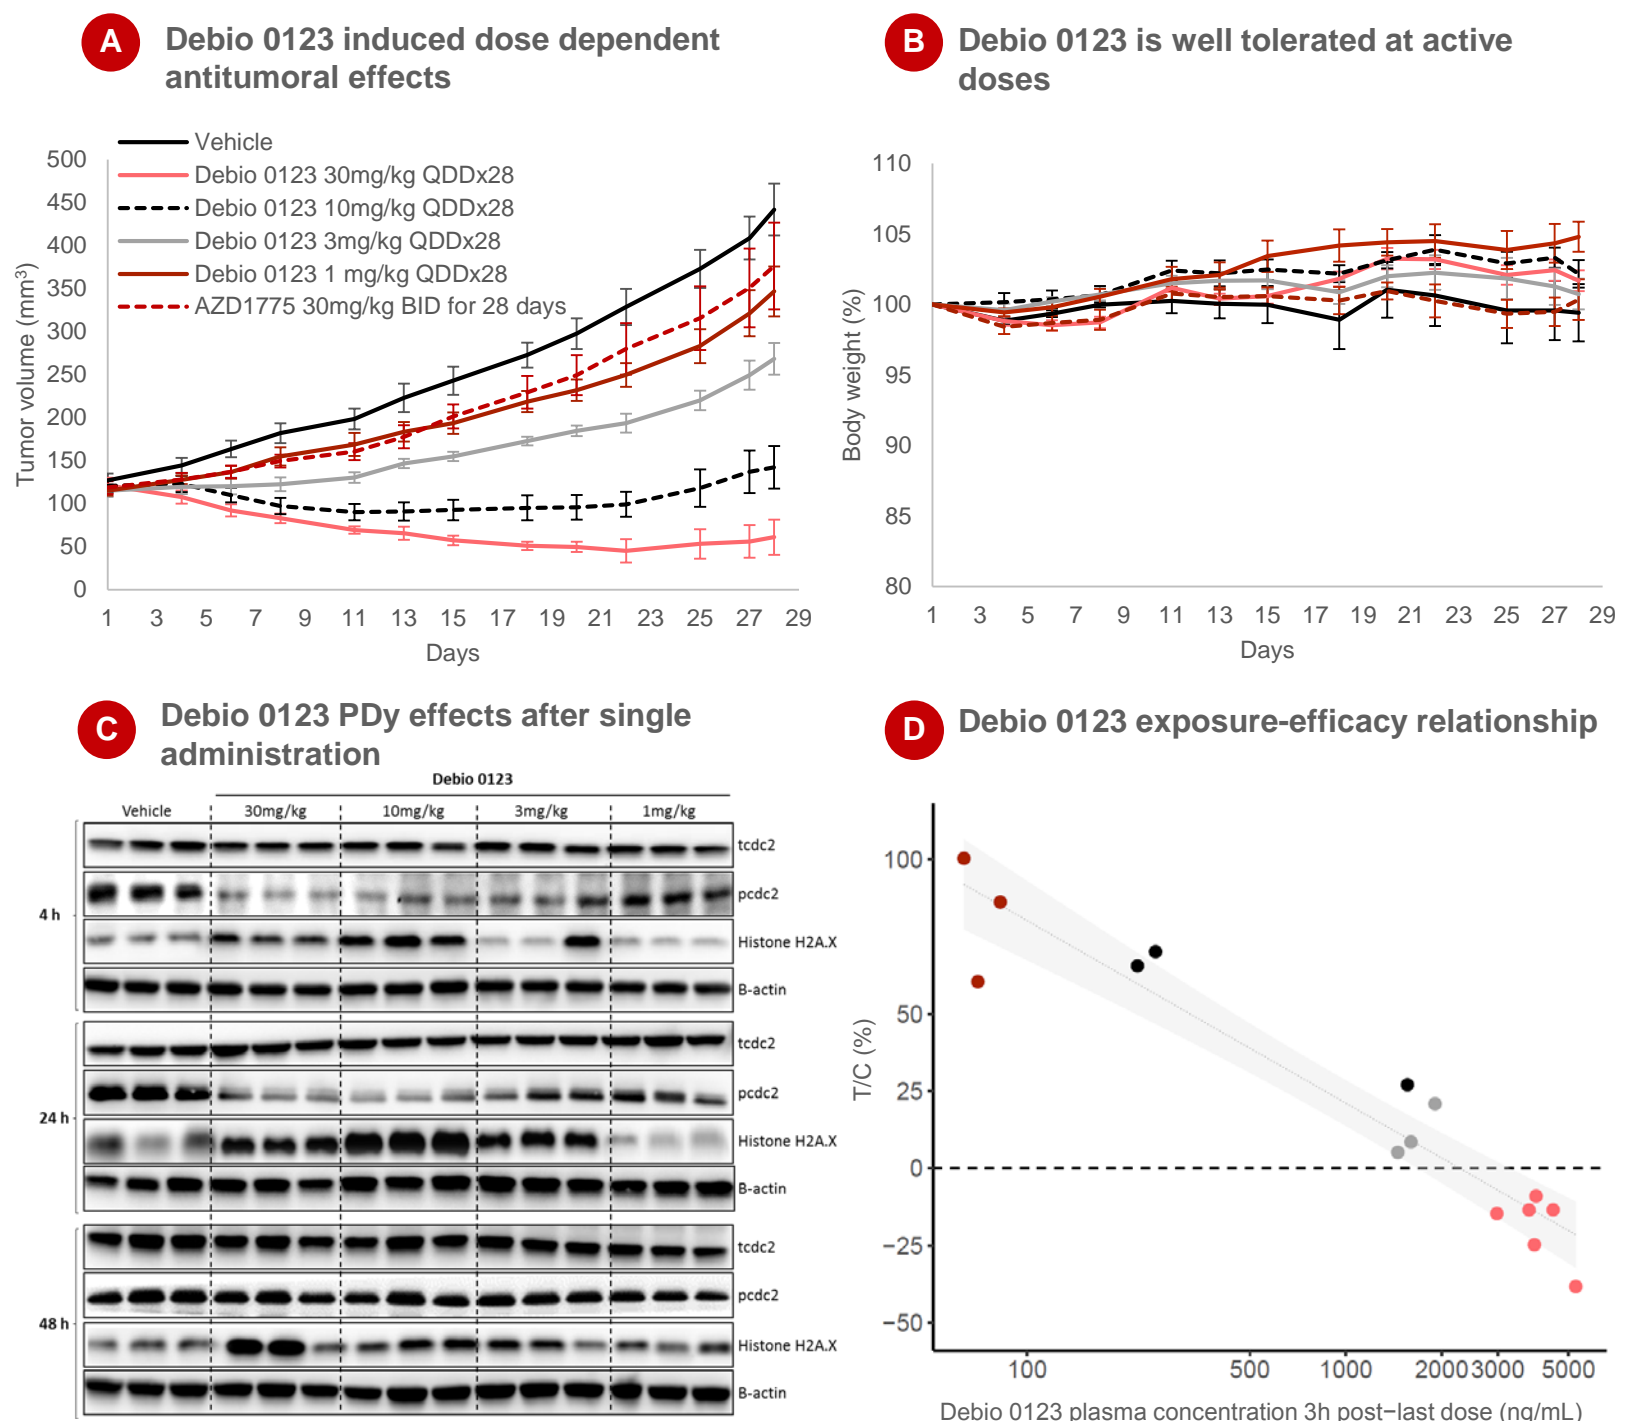 A
Debio 0123 induced dose dependent
antitumoral effects
Vehicle
Debio 0123 30mg/kg QDDx28
Debio 0123 10mg/kg QDDx28
Debio 0123 3mg/kg QDDx28
Debio 0123 1 mg/kg QDDx28
AZD1775 30mg/kg BID for 28 days
Tumor volume (mm³)
500
450
400
350
300
250
200
150
100
50
0
1 3 5 7 9 11 13 15 17 19 21 23 25 27 29
Days
B
Debio 0123 is well tolerated at active
doses
Body weight (%)
110
105
100
95
90
85
80
1 3 5 7 9 11 13 15 17 19 21 23 25 27 29
Days
C
Debio 0123 PDy effects after single
administration
Debio 0123
Vehicle 30mg/kg 10mg/kg 3mg/kg 1mg/kg
4 h
tcdc2
pcdc2
Histone H2A.X
B-actin
24 h
tcdc2
pcdc2
Histone H2A.X
B-actin
48 h
tcdc2
pcdc2
Histone H2A.X
B-actin
D
Debio 0123 exposure-efficacy relationship
T/C (%)
100
50
25
0
−25
−50
100 500 1000 2000 3000 5000
Debio 0123 plasma concentration 3h post−last dose (ng/mL)